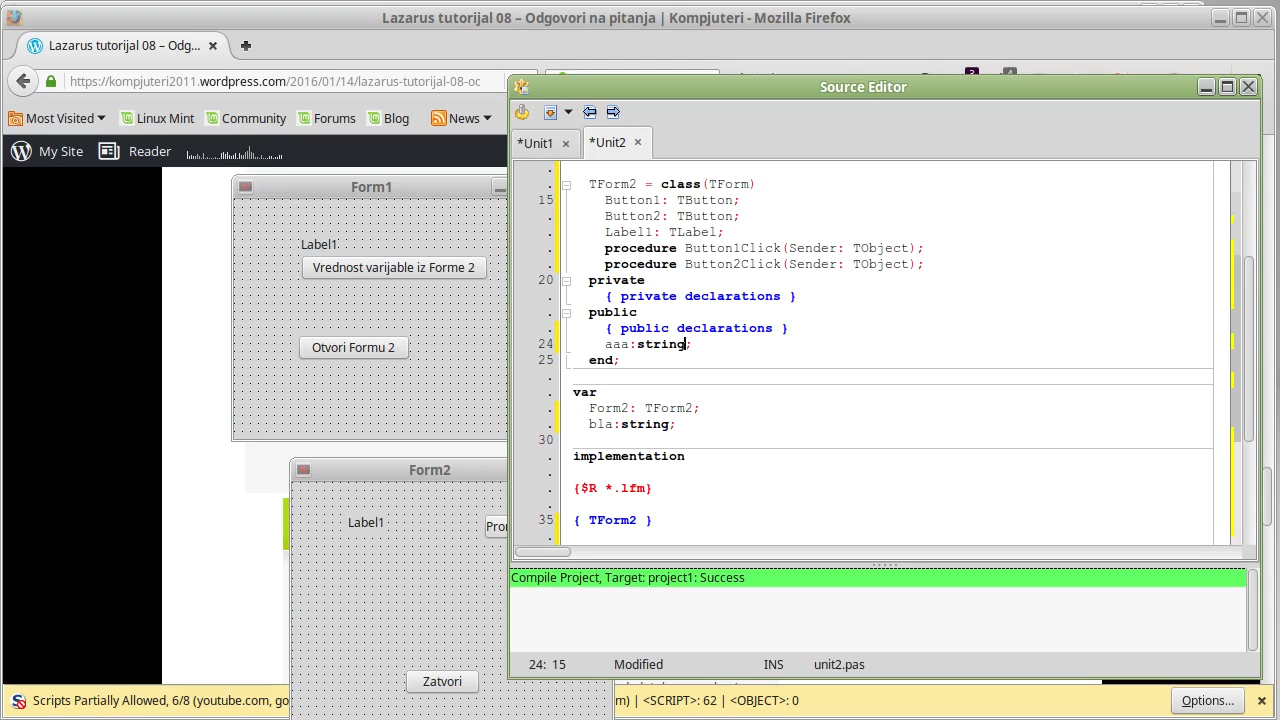 Lazarus tutorijal 08 – Odgovori na pitanja | Kompjuteri - Mozilla Firefox
Lazarus tutorijal 08 – Odg...
https://kompjuteri2011.wordpress.com/2016/01/14/lazarus-tutorijal-08-oc
Most Visited
Linux Mint
Community
Forums
Blog
News
My Site
Reader
Form1
Label1
Vrednost varijable iz Forme 2
Otvori Formu 2
Form2
Label1
Zatvori
Source Editor
*Unit1
*Unit2
TForm2 = class(TForm)
15 Button1: TButton;
Button2: TButton;
Label1: TLabel;
procedure Button1Click(Sender: TObject);
procedure Button2Click(Sender: TObject);
20 private
{ private declarations }
public
{ public declarations }
24 aaa:string;
25 end;
var
Form2: TForm2;
bla:string;
30
implementation
{$R *.lfm}
35 { TForm2 }
Compile Project, Target: project1: Success
24: 15 Modified INS unit2.pas
Scripts Partially Allowed, 6/8 (youtube.com, go
m) | <SCRIPT>: 62 | <OBJECT>: 0
Options...